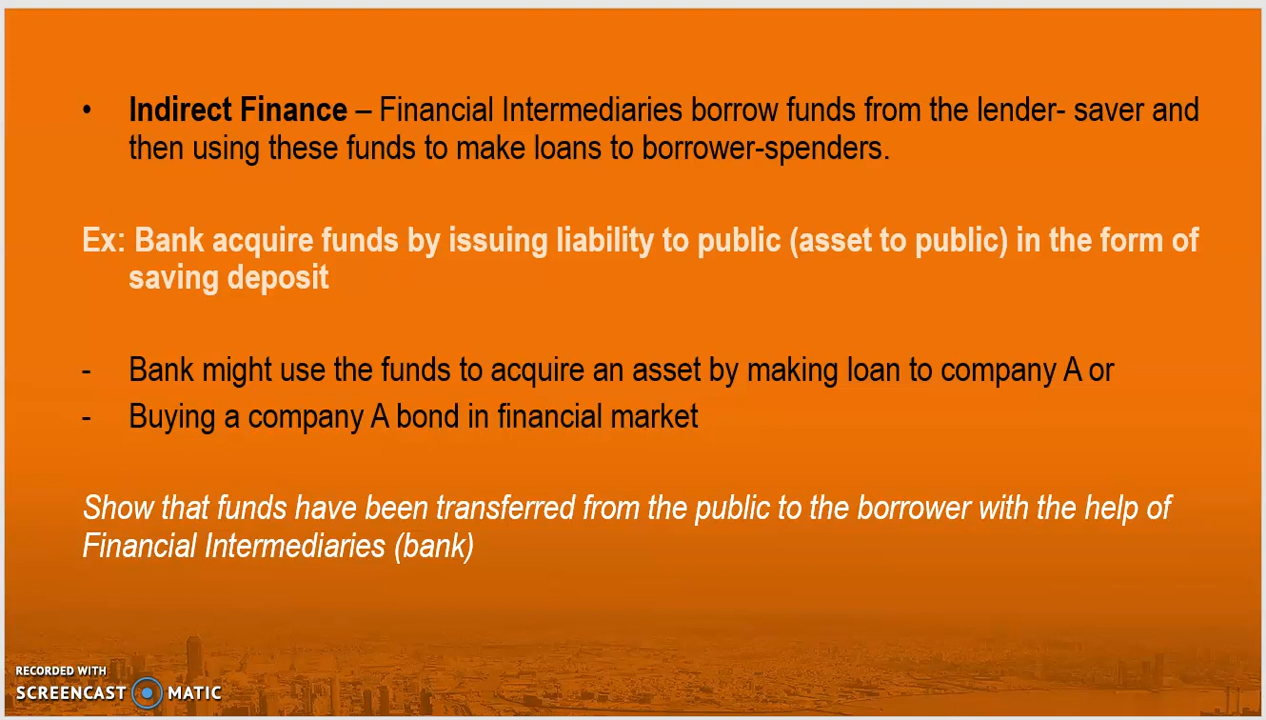 • Indirect Finance – Financial Intermediaries borrow funds from the lender- saver and
then using these funds to make loans to borrower-spenders.
Ex: Bank acquire funds by issuing liability to public (asset to public) in the form of
saving deposit
- Bank might use the funds to acquire an asset by making loan to company A or
- Buying a company A bond in financial market
Show that funds have been transferred from the public to the borrower with the help of
Financial Intermediaries (bank)
RECORDED WITH
SCREENCAST MATIC